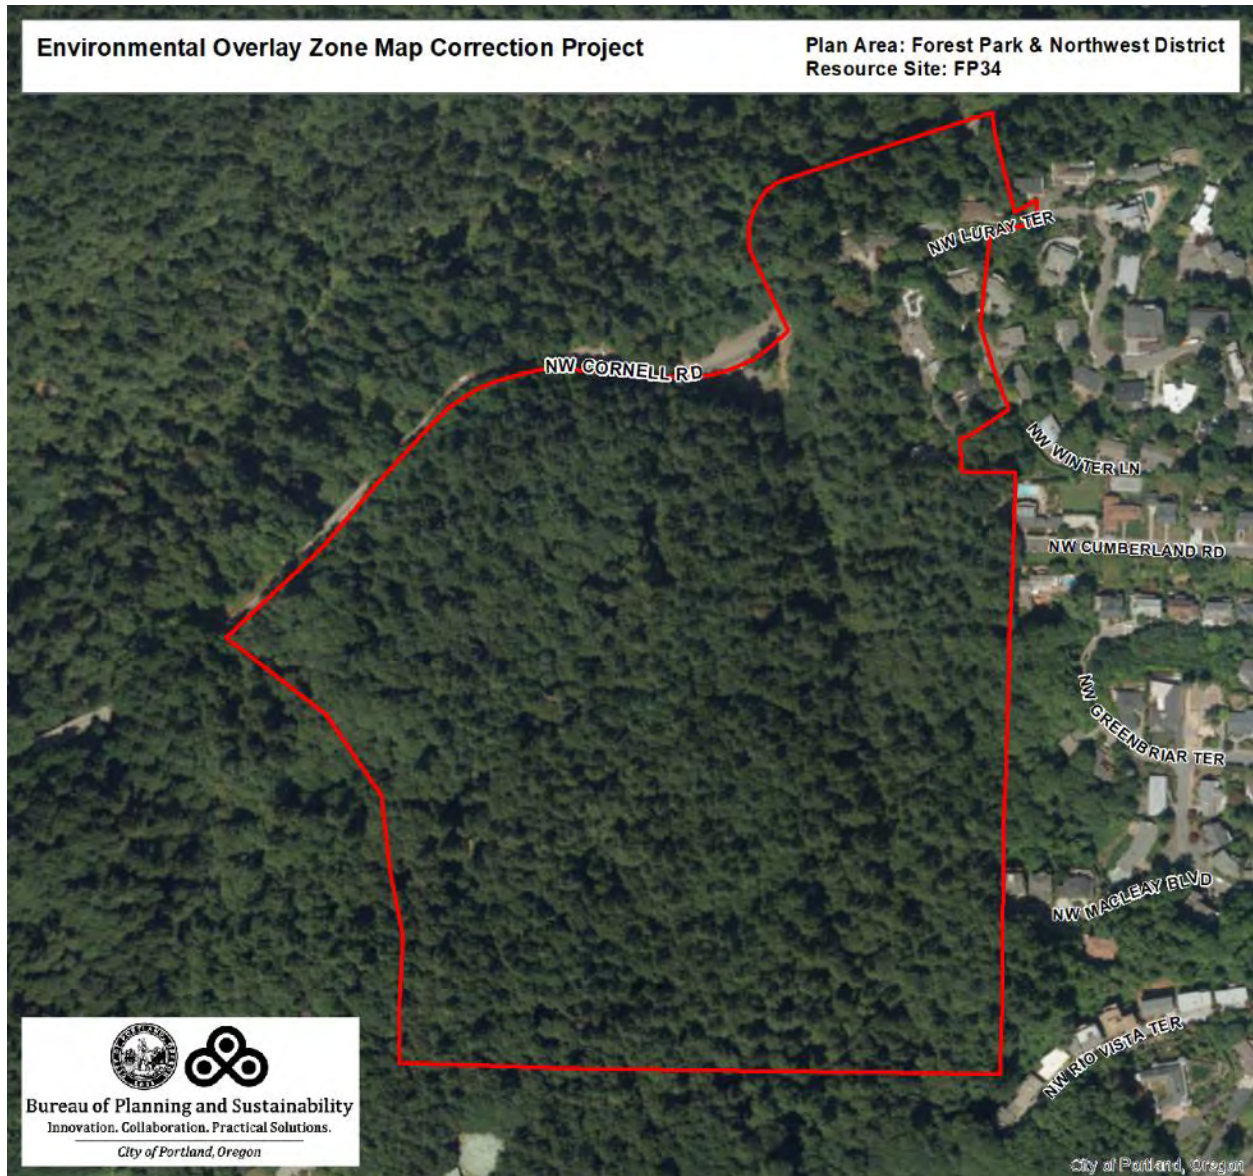 Environmental Overlay Zone Map Correction Project
Plan Area: Forest Park & Northwest District
Resource Site: FP34
NW LURAY TER
NW CORNELL RD
NW WINTER LN
NW CUMBERLAND RD
NW GREENBRIAR TER
NW MACLEAY BLVD
NW RIO VISTA TER
Bureau of Planning and Sustainability
Innovation. Collaboration. Practical Solutions.
City of Portland, Oregon
City of Portland, Oregon